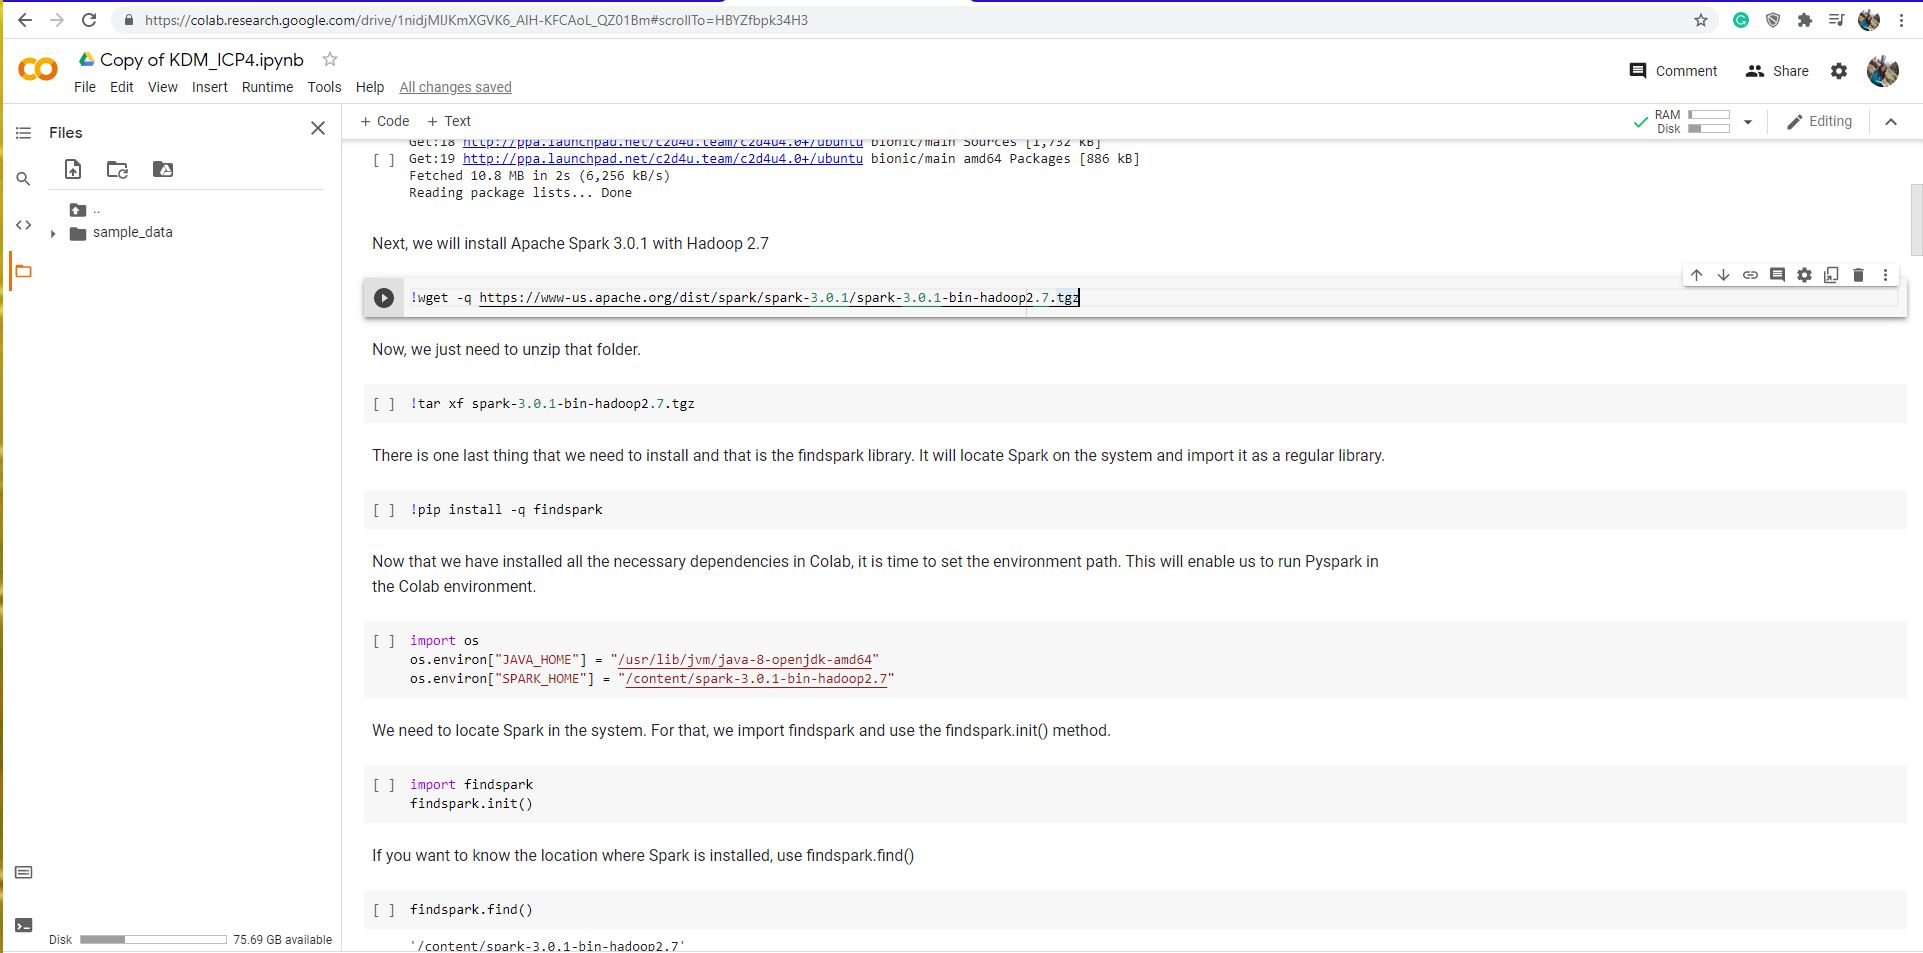 https://colab.research.google.com/drive/1nidjMlJKmXGVK6_AIH-KFCAoL_QZ01Bm#scrollTo=HBYZfbpk34H3
Copy of KDM_ICP4.ipynb
File Edit View Insert Runtime Tools Help All changes saved
Comment Share
Files
+ Code + Text
RAM
Disk
Editing
Get:18 http://ppa.launchpad.net/c2d4u.team/c2d4u4.0+/ubuntu bionic/main Sources [1,732 kB]
[ ] Get:19 http://ppa.launchpad.net/c2d4u.team/c2d4u4.0+/ubuntu bionic/main amd64 Packages [886 kB]
Fetched 10.8 MB in 2s (6,256 kB/s)
Reading package lists... Done
..
sample_data
Next, we will install Apache Spark 3.0.1 with Hadoop 2.7
!wget -q https://www-us.apache.org/dist/spark/spark-3.0.1/spark-3.0.1-bin-hadoop2.7.tgz
Now, we just need to unzip that folder.
[ ] !tar xf spark-3.0.1-bin-hadoop2.7.tgz
There is one last thing that we need to install and that is the findspark library. It will locate Spark on the system and import it as a regular library.
[ ] !pip install -q findspark
Now that we have installed all the necessary dependencies in Colab, it is time to set the environment path. This will enable us to run Pyspark in
the Colab environment.
[ ] import os
os.environ["JAVA_HOME"] = "/usr/lib/jvm/java-8-openjdk-amd64"
os.environ["SPARK_HOME"] = "/content/spark-3.0.1-bin-hadoop2.7"
We need to locate Spark in the system. For that, we import findspark and use the findspark.init() method.
[ ] import findspark
findspark.init()
If you want to know the location where Spark is installed, use findspark.find()
[ ] findspark.find()
'/content/spark-3.0.1-bin-hadoop2.7'
Disk 75.69 GB available